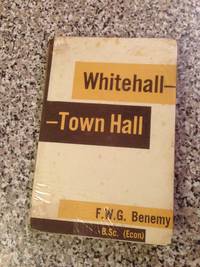 Whitehall—
—Town Hall
F.W.G. Benemy
B.Sc. (Econ)